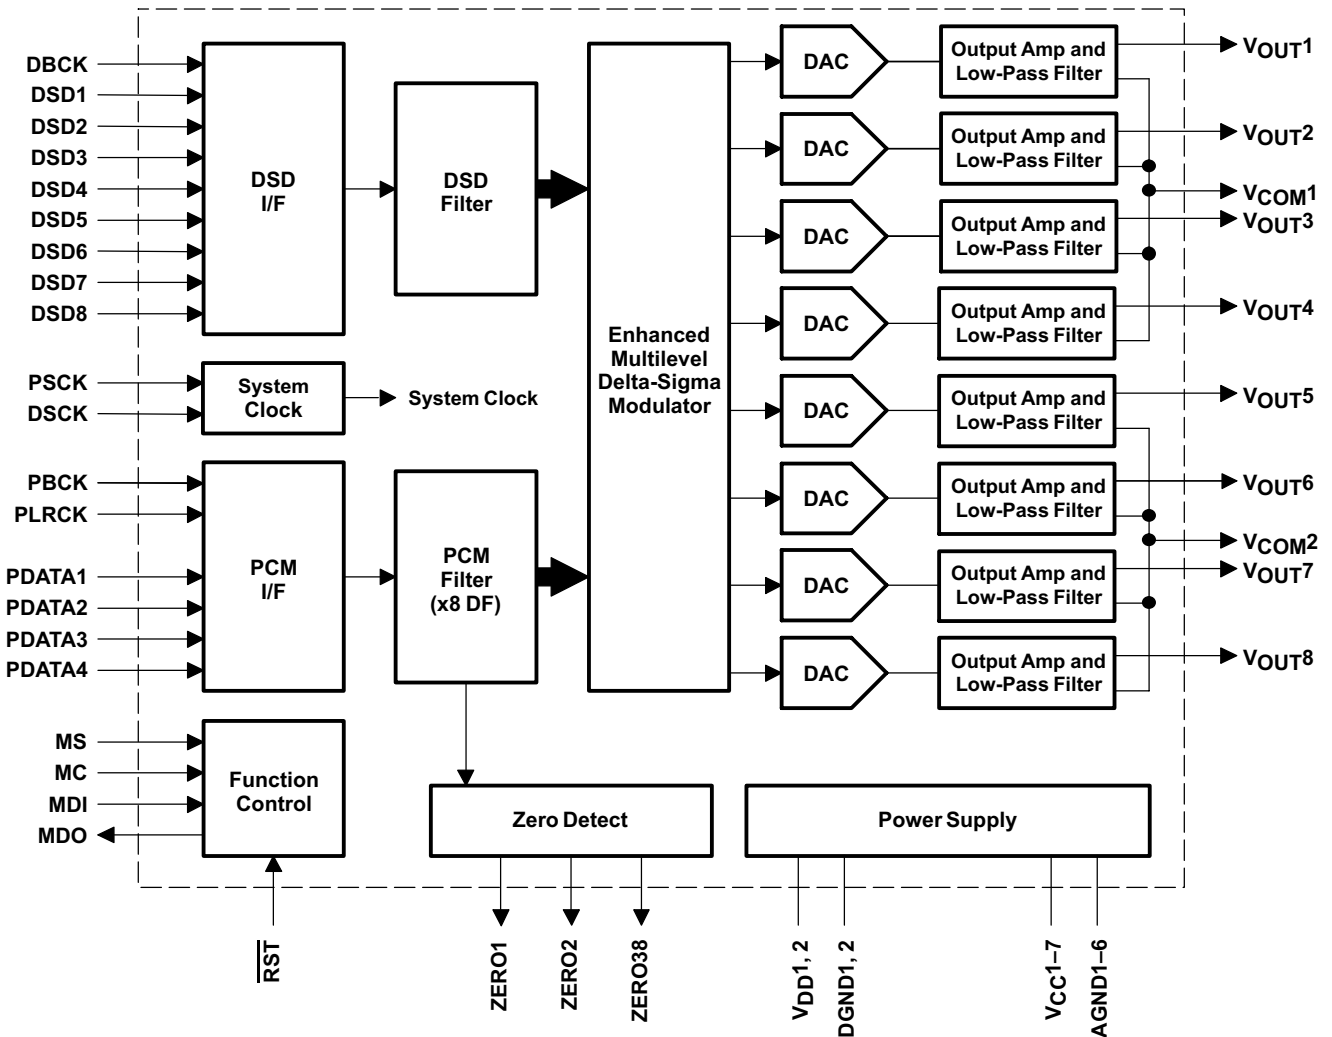 DBCK
DSD1
DSD2
DSD3
DSD4
DSD5
DSD6
DSD7
DSD8
PSCK
DSCK
PBCK
PLRCK
PDATA1
PDATA2
PDATA3
PDATA4
MS
MC
MDI
MDO
DSD
I/F
System
Clock
PCM
I/F
Function
Control
RST
DSD
Filter
System Clock
PCM
Filter
(x8 DF)
Zero Detect
ZERO1
ZERO2
ZERO38
Enhanced
Multilevel
Delta-Sigma
Modulator
DAC
DAC
DAC
DAC
DAC
DAC
DAC
DAC
Output Amp and
Low-Pass Filter
Output Amp and
Low-Pass Filter
Output Amp and
Low-Pass Filter
Output Amp and
Low-Pass Filter
Output Amp and
Low-Pass Filter
Output Amp and
Low-Pass Filter
Output Amp and
Low-Pass Filter
Output Amp and
Low-Pass Filter
VOUT1
VOUT2
VCOM1
VOUT3
VOUT4
VOUT5
VOUT6
VCOM2
VOUT7
VOUT8
Power Supply
VDD1, 2
DGND1, 2
VCC1–7
AGND1–6